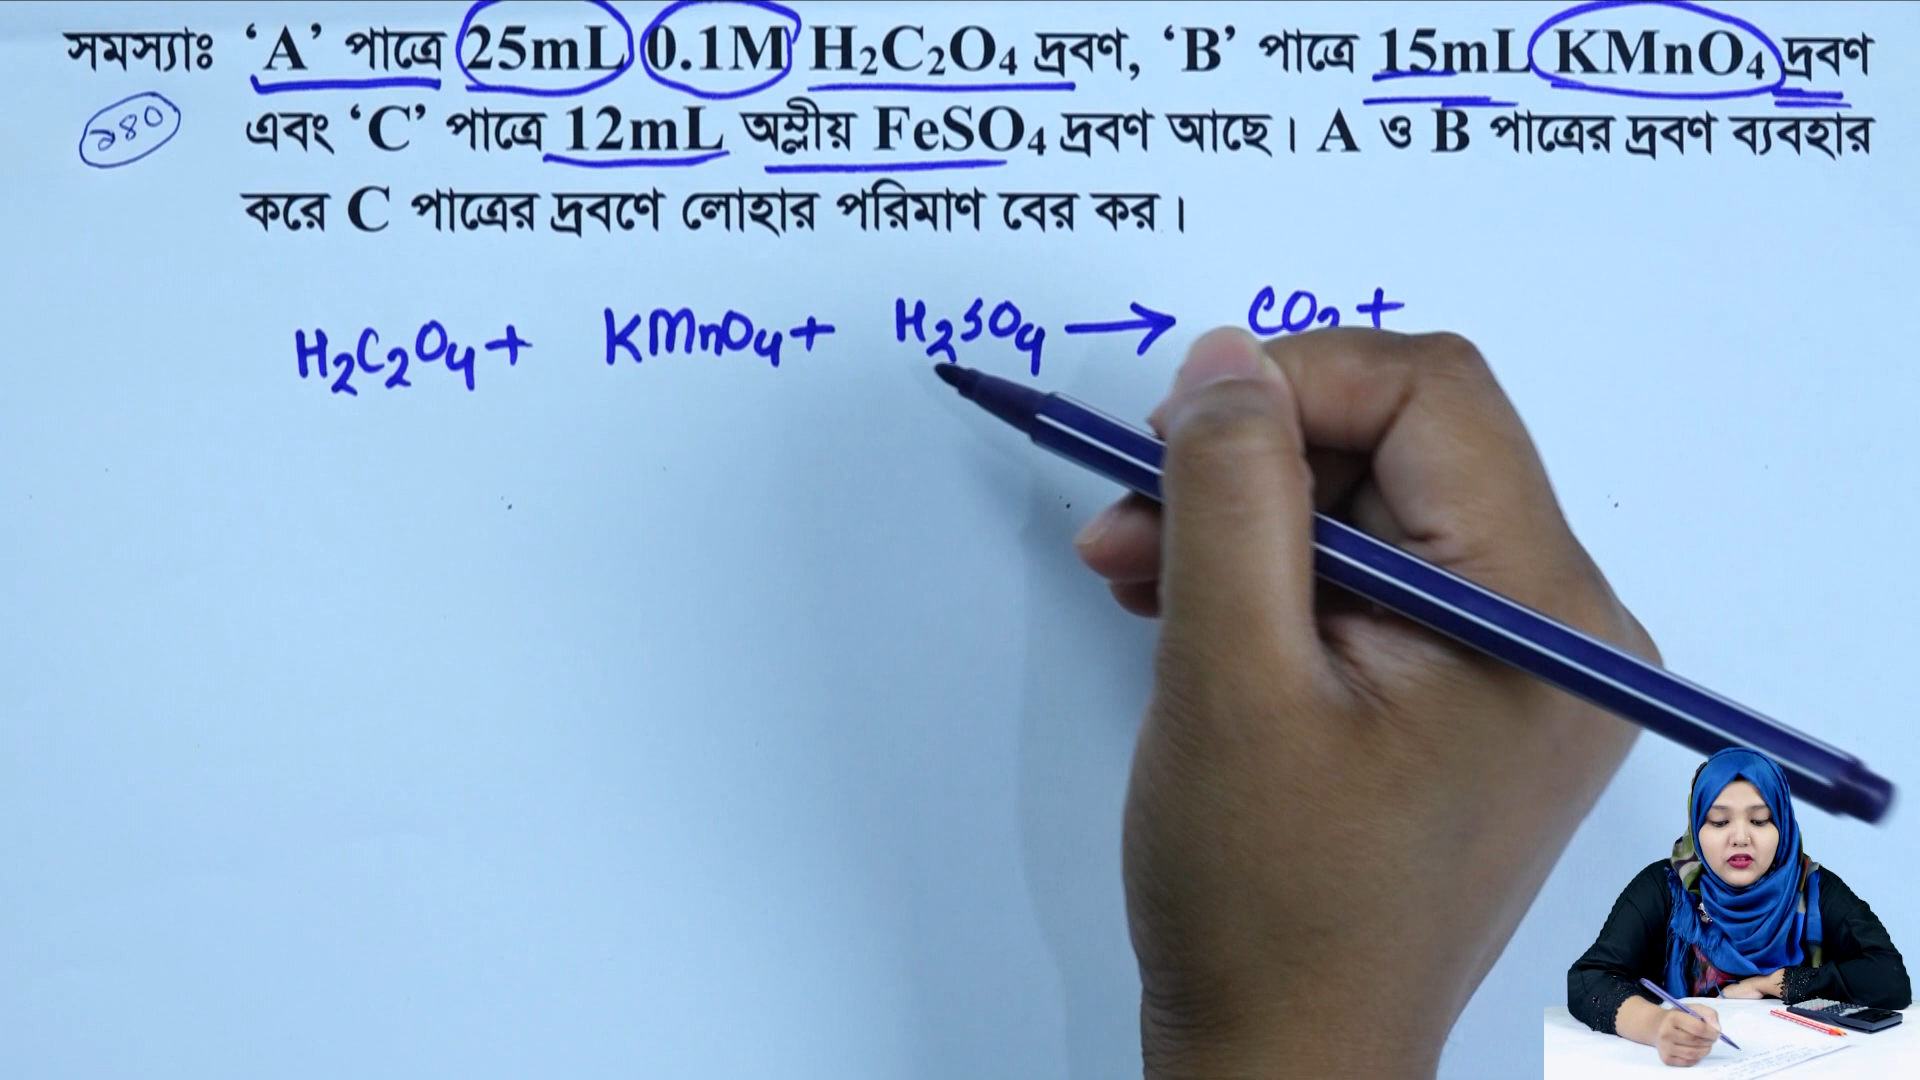 সমস্যাঃ ‘A’ পাত্রে 25mL 0.1M H₂C₂O₄ দ্রবণ, ‘B’ পাত্রে 15mL KMnO₄ দ্রবণ
২৪০
এবং ‘C’ পাত্রে 12mL অম্লীয় FeSO₄ দ্রবণ আছে। A ও B পাত্রের দ্রবণ ব্যবহার
করে C পাত্রের দ্রবণে লোহার পরিমাণ বের কর।
H₂C₂O₄ + KMnO₄ + H₂SO₄ → CO₂ +